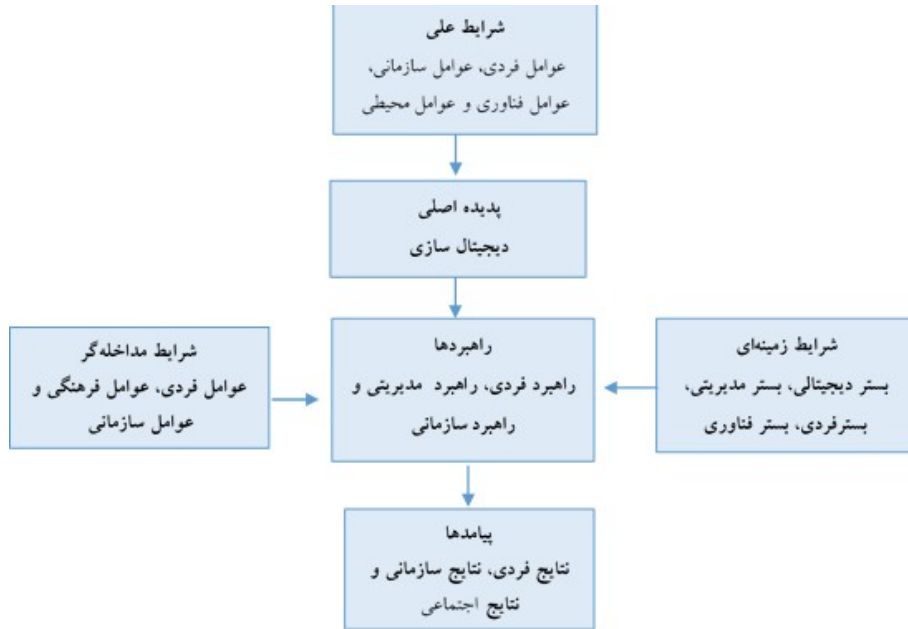 شرایط علی
عوامل فردی، عوامل سازمانی،
عوامل فناوری و عوامل محیطی
پدیده اصلی
دیجیتال سازی
شرایط زمینه‌ای
بستر دیجیتالی، بستر مدیریتی،
بسترفردی، بستر فناوری
راهبردها
راهبرد فردی، راهبرد مدیریتی و
راهبرد سازمانی
شرایط مداخله‌گر
عوامل فردی، عوامل فرهنگی و
عوامل سازمانی
پیامدها
نتایج فردی، نتایج سازمانی و
نتایج اجتماعی